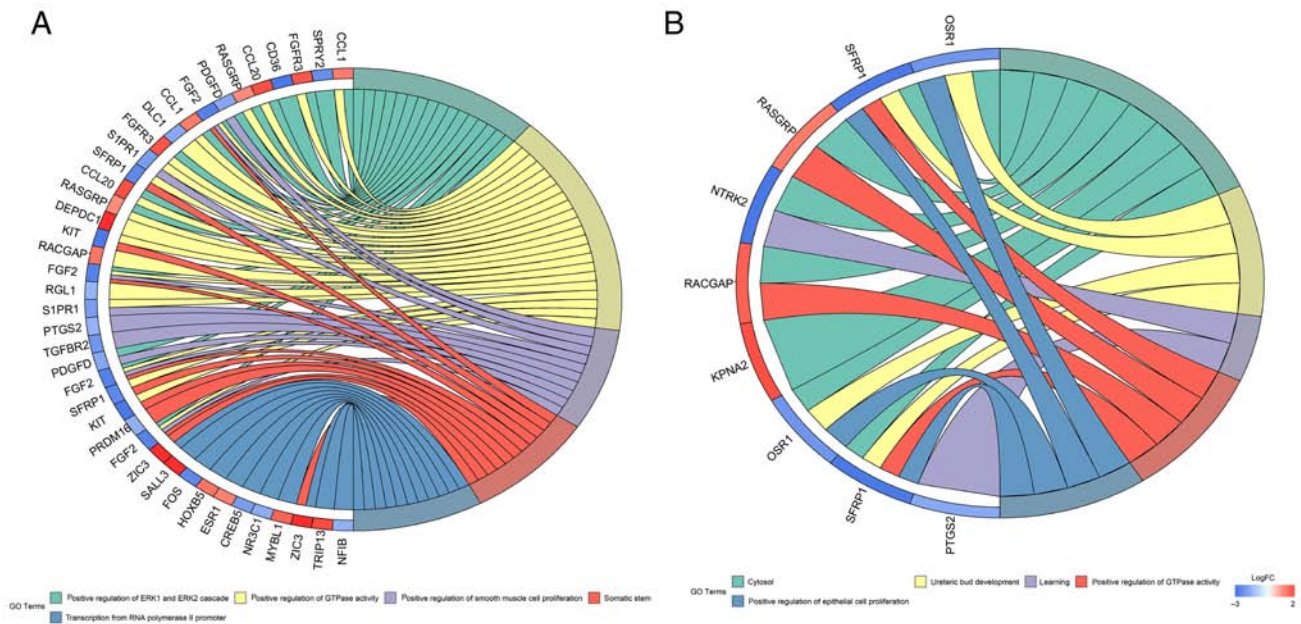 A
B
CCL1
SPRY2
FGFR3
CD36
CCL20
RASGRP
PDGFD
FGF2
CCL1
DLC1
FGFR3
S1PR1
SFRP1
CCL20
RASGRP
DEPDC1
KIT
RACGAP
FGF2
RGL1
S1PR1
PTGS2
TGFBR2
PDGFD
FGF2
SFRP1
KIT
PRDM16
FGF2
ZIC3
SALL3
FOS
HOXB5
ESR1
CREB5
NR3C1
MYBL1
ZIC3
TRIP13
NFIB
GO Terms
Positive regulation of ERK1 and ERK2 cascade
Positive regulation of GTPase activity
Positive regulation of smooth muscle cell proliferation
Somatic stem
Transcription from RNA polymerase II promoter
OSR1
SFRP1
RASGRP
NTRK2
RACGAP
KPNA2
OSR1
SFRP1
PTGS2
GO Terms
Cytosol
Ureteric bud development
Learning
Positive regulation of GTPase activity
Positive regulation of epithelial cell proliferation
LogFC
−3 2